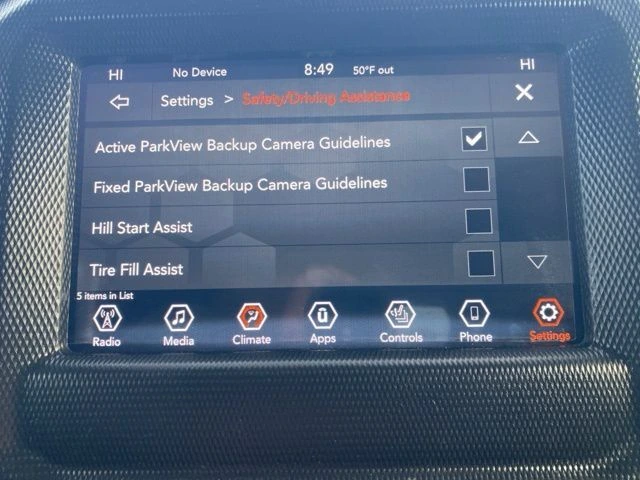 HI No Device 8:49 50°F out HI
Settings > Safety/Driving Assistance
Active ParkView Backup Camera Guidelines
Fixed ParkView Backup Camera Guidelines
Hill Start Assist
Tire Fill Assist
5 items in List
Radio Media Climate Apps Controls Phone Settings